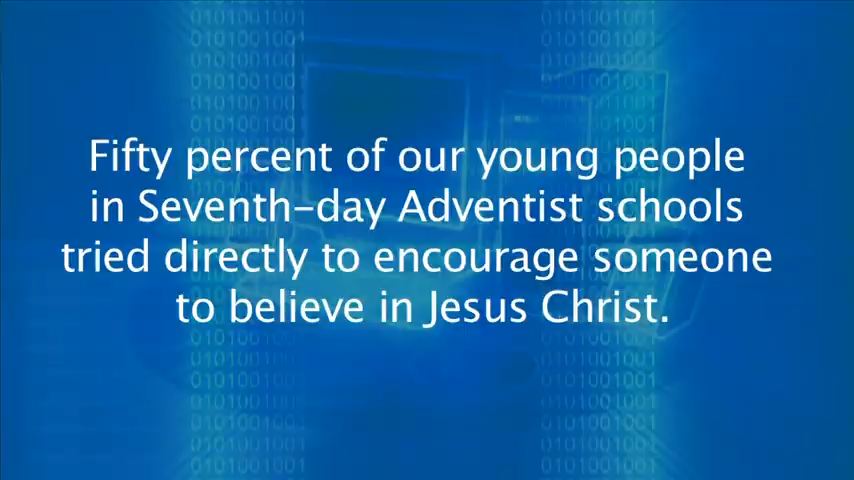 Fifty percent of our young people
in Seventh-day Adventist schools
tried directly to encourage someone
to believe in Jesus Christ.